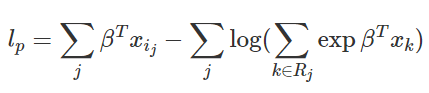 l_p = \sum_j \beta^T x_{i_j} - \sum_j \log(\sum_{k \in R_j} \exp \beta^T x_k)